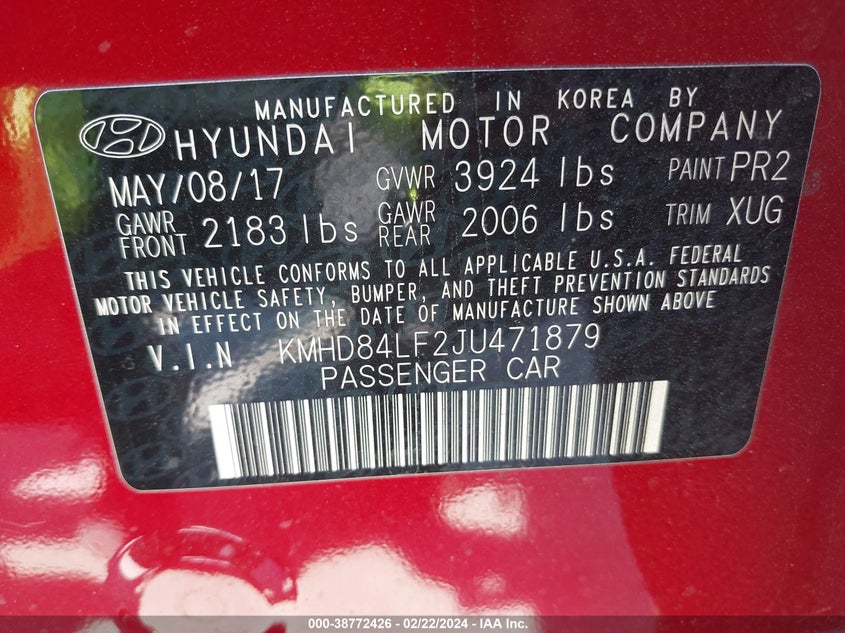 MANUFACTURED IN KOREA BY
HYUNDAI MOTOR COMPANY
MAY/08/17 GVWR 3924 lbs PAINT PR2
GAWR FRONT 2183 lbs GAWR REAR 2006 lbs TRIM XUG
THIS VEHICLE CONFORMS TO ALL APPLICABLE U.S.A. FEDERAL
MOTOR VEHICLE SAFETY, BUMPER, AND THEFT PREVENTION STANDARDS
IN EFFECT ON THE DATE OF MANUFACTURE SHOWN ABOVE
V.I.N KMHD84LF2JU471879
PASSENGER CAR
000-38772426 - 02/22/2024 - IAA Inc.